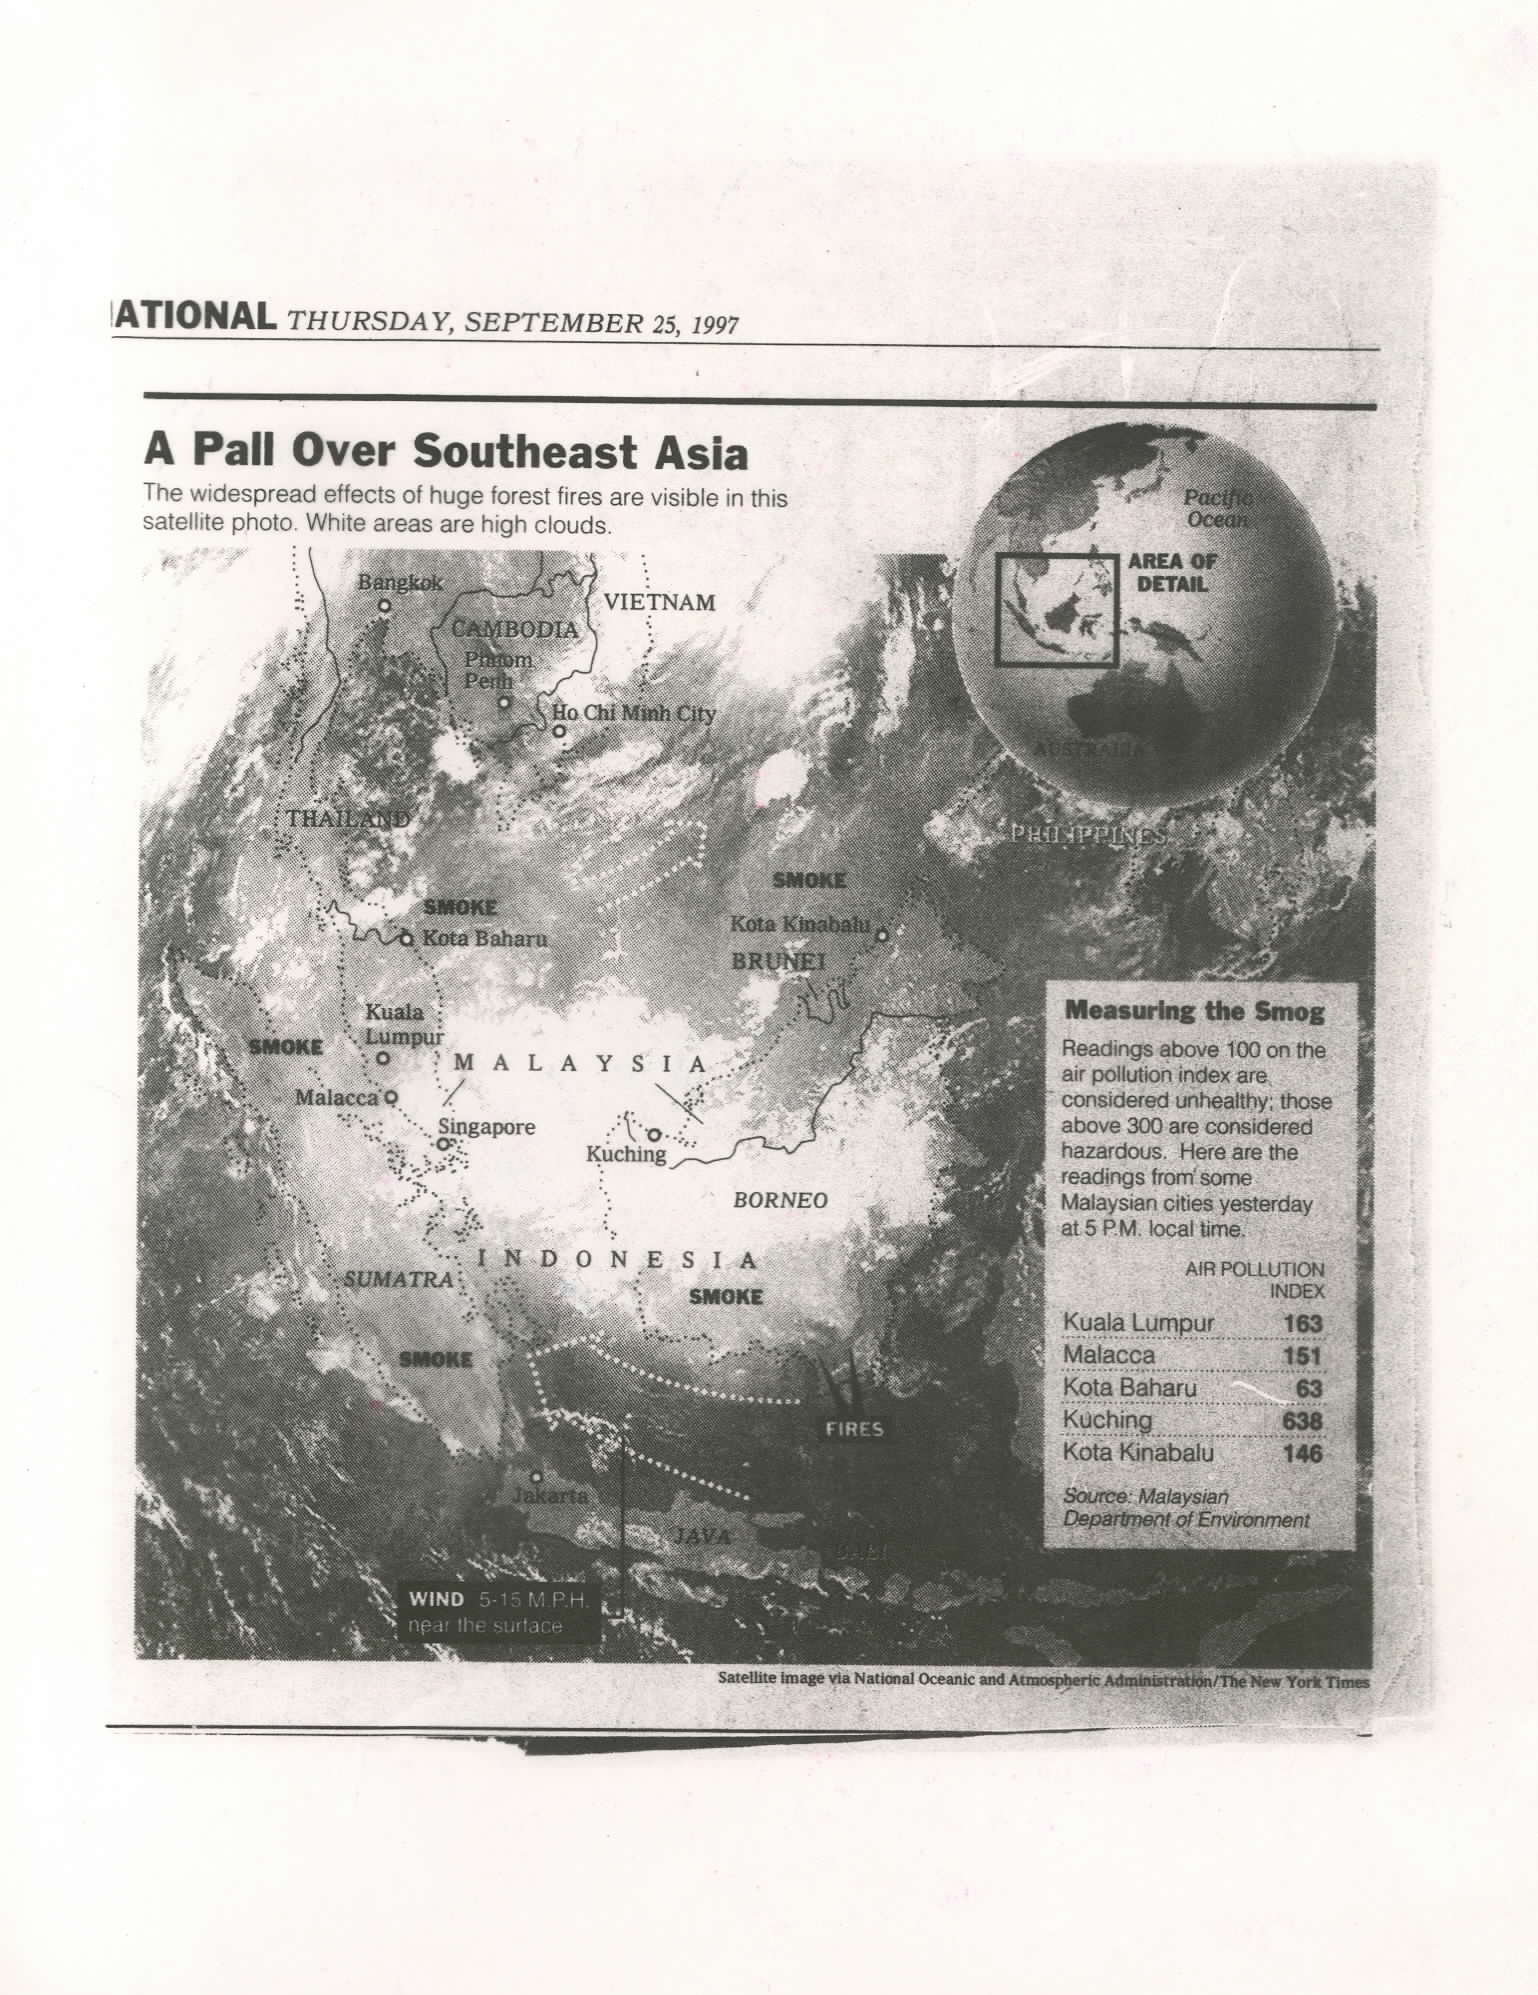 ATIONAL THURSDAY, SEPTEMBER 25, 1997
A Pall Over Southeast Asia
The widespread effects of huge forest fires are visible in this
satellite photo. White areas are high clouds.
Pacific
Ocean
AREA OF
DETAIL
AUSTRALIA
Bangkok
VIETNAM
CAMBODIA
Phnom
Penh
Ho Chi Minh City
THAILAND
PHILIPPINES
SMOKE
SMOKE
Kota Kinabalu
Kota Baharu
BRUNEI
Kuala
Lumpur
SMOKE
MALAYSIA
Malacca
Singapore
Kuching
BORNEO
INDONESIA
SUMATRA
SMOKE
SMOKE
FIRES
Jakarta
JAVA
BALI
WIND 5-15 M.P.H.
near the surface
Measuring the Smog
Readings above 100 on the
air pollution index are
considered unhealthy; those
above 300 are considered
hazardous. Here are the
readings from some
Malaysian cities yesterday
at 5 P.M. local time.
AIR POLLUTION
INDEX
Kuala Lumpur 163
Malacca 151
Kota Baharu 63
Kuching 638
Kota Kinabalu 146
Source: Malaysian
Department of Environment
Satellite image via National Oceanic and Atmospheric Administration/The New York Times